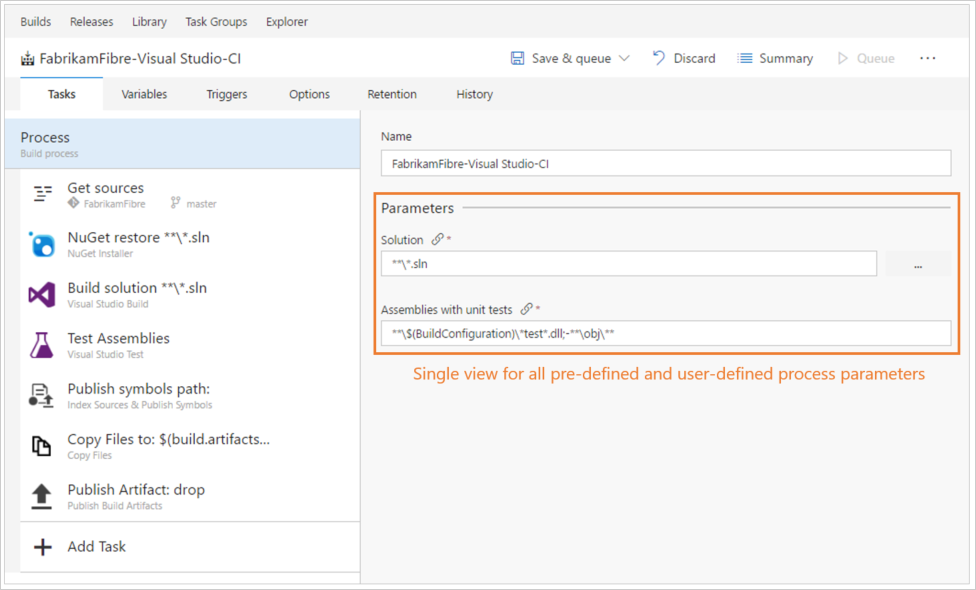 Builds Releases Library Task Groups Explorer
FabrikamFibre-Visual Studio-CI Save & queue Discard Summary Queue ...
Tasks Variables Triggers Options Retention History
Process
Build process
Get sources
FabrikamFibre master
NuGet restore **\*.sln
NuGet Installer
Build solution **\*.sln
Visual Studio Build
Test Assemblies
Visual Studio Test
Publish symbols path:
Index Sources & Publish Symbols
Copy Files to: $(build.artifacts...
Copy Files
Publish Artifact: drop
Publish Build Artifacts
Add Task
Name
FabrikamFibre-Visual Studio-CI
Parameters
Solution *
**\*.sln ...
Assemblies with unit tests *
**\$(BuildConfiguration)\*test*.dll;-**\obj\**
Single view for all pre-defined and user-defined process parameters